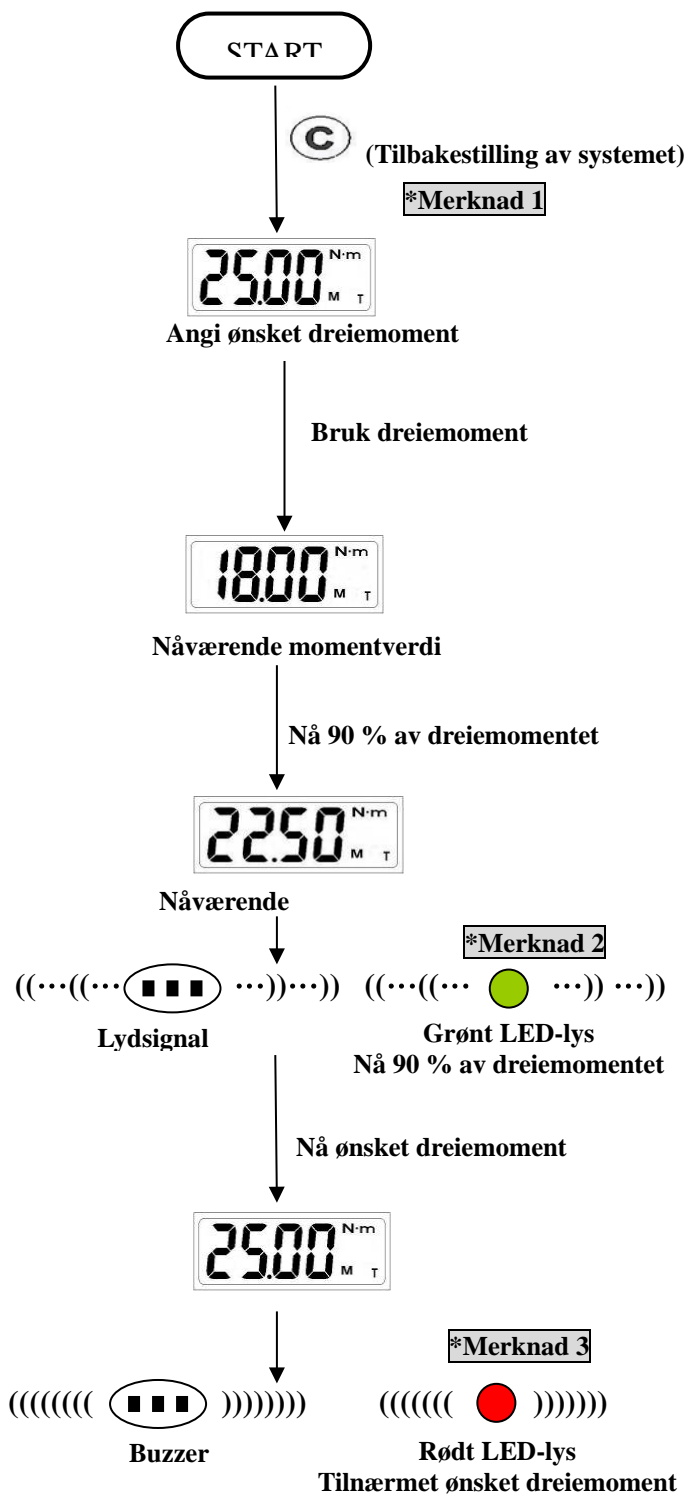 START
C
(Tilbakestilling av systemet)
*Merknad 1
25.00 N·m
M T
Angi ønsket dreiemoment
Bruk dreiemoment
18.00 N·m
M T
Nåværende momentverdi
Nå 90 % av dreiemomentet
22.50 N·m
M T
Nåværende
*Merknad 2
((···((··· ···))···)) ((···((··· ···)) ···))
Lydsignal
Grønt LED-lys
Nå 90 % av dreiemomentet
Nå ønsket dreiemoment
25.00 N·m
M T
*Merknad 3
(((((((( )))))))) ((((((( )))))))
Buzzer
Rødt LED-lys
Tilnærmet ønsket dreiemoment